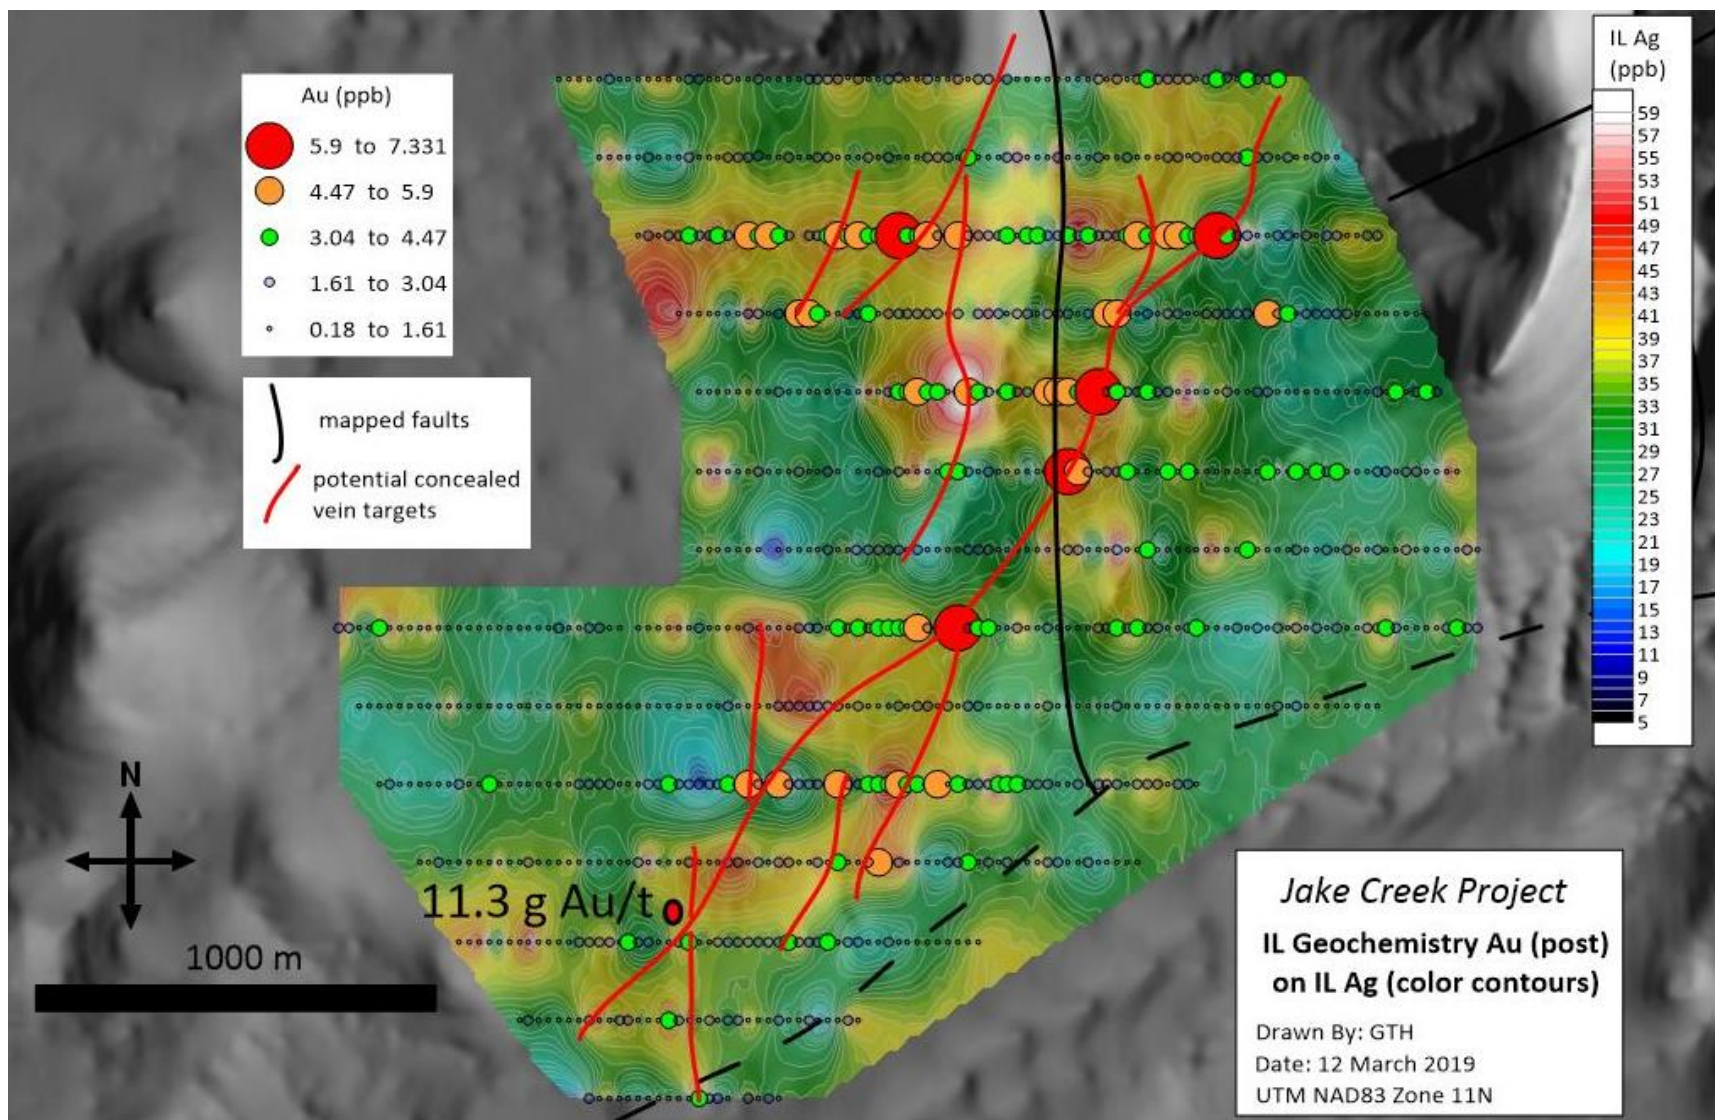 Au (ppb)
5.9 to 7.331
4.47 to 5.9
3.04 to 4.47
1.61 to 3.04
0.18 to 1.61
mapped faults
potential concealed
vein targets
IL Ag
(ppb)
59
57
55
53
51
49
47
45
43
41
39
37
35
33
31
29
27
25
23
21
19
17
15
13
11
9
7
5
N
11.3 g Au/t
1000 m
Jake Creek Project
IL Geochemistry Au (post)
on IL Ag (color contours)
Drawn By: GTH
Date: 12 March 2019
UTM NAD83 Zone 11N